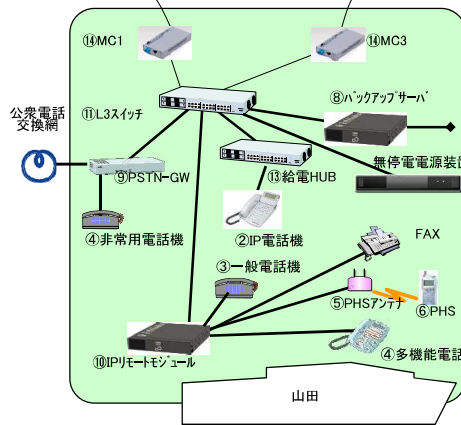 ⑭MC1
⑭MC3
⑧ﾊﾞｯｸｱｯﾌﾟｻｰﾊﾞ
公衆電話
交換網
⑪L3スイッチ
無停電電源装置
⑨PSTN-GW
⑬給電HUB
④非常用電話機
②IP電話機
FAX
③一般電話機
⑤PHSｱﾝﾃﾅ
⑥PHS
⑩IPﾘﾓｰﾄﾓｼﾞｭｰﾙ
④多機能電話
山田